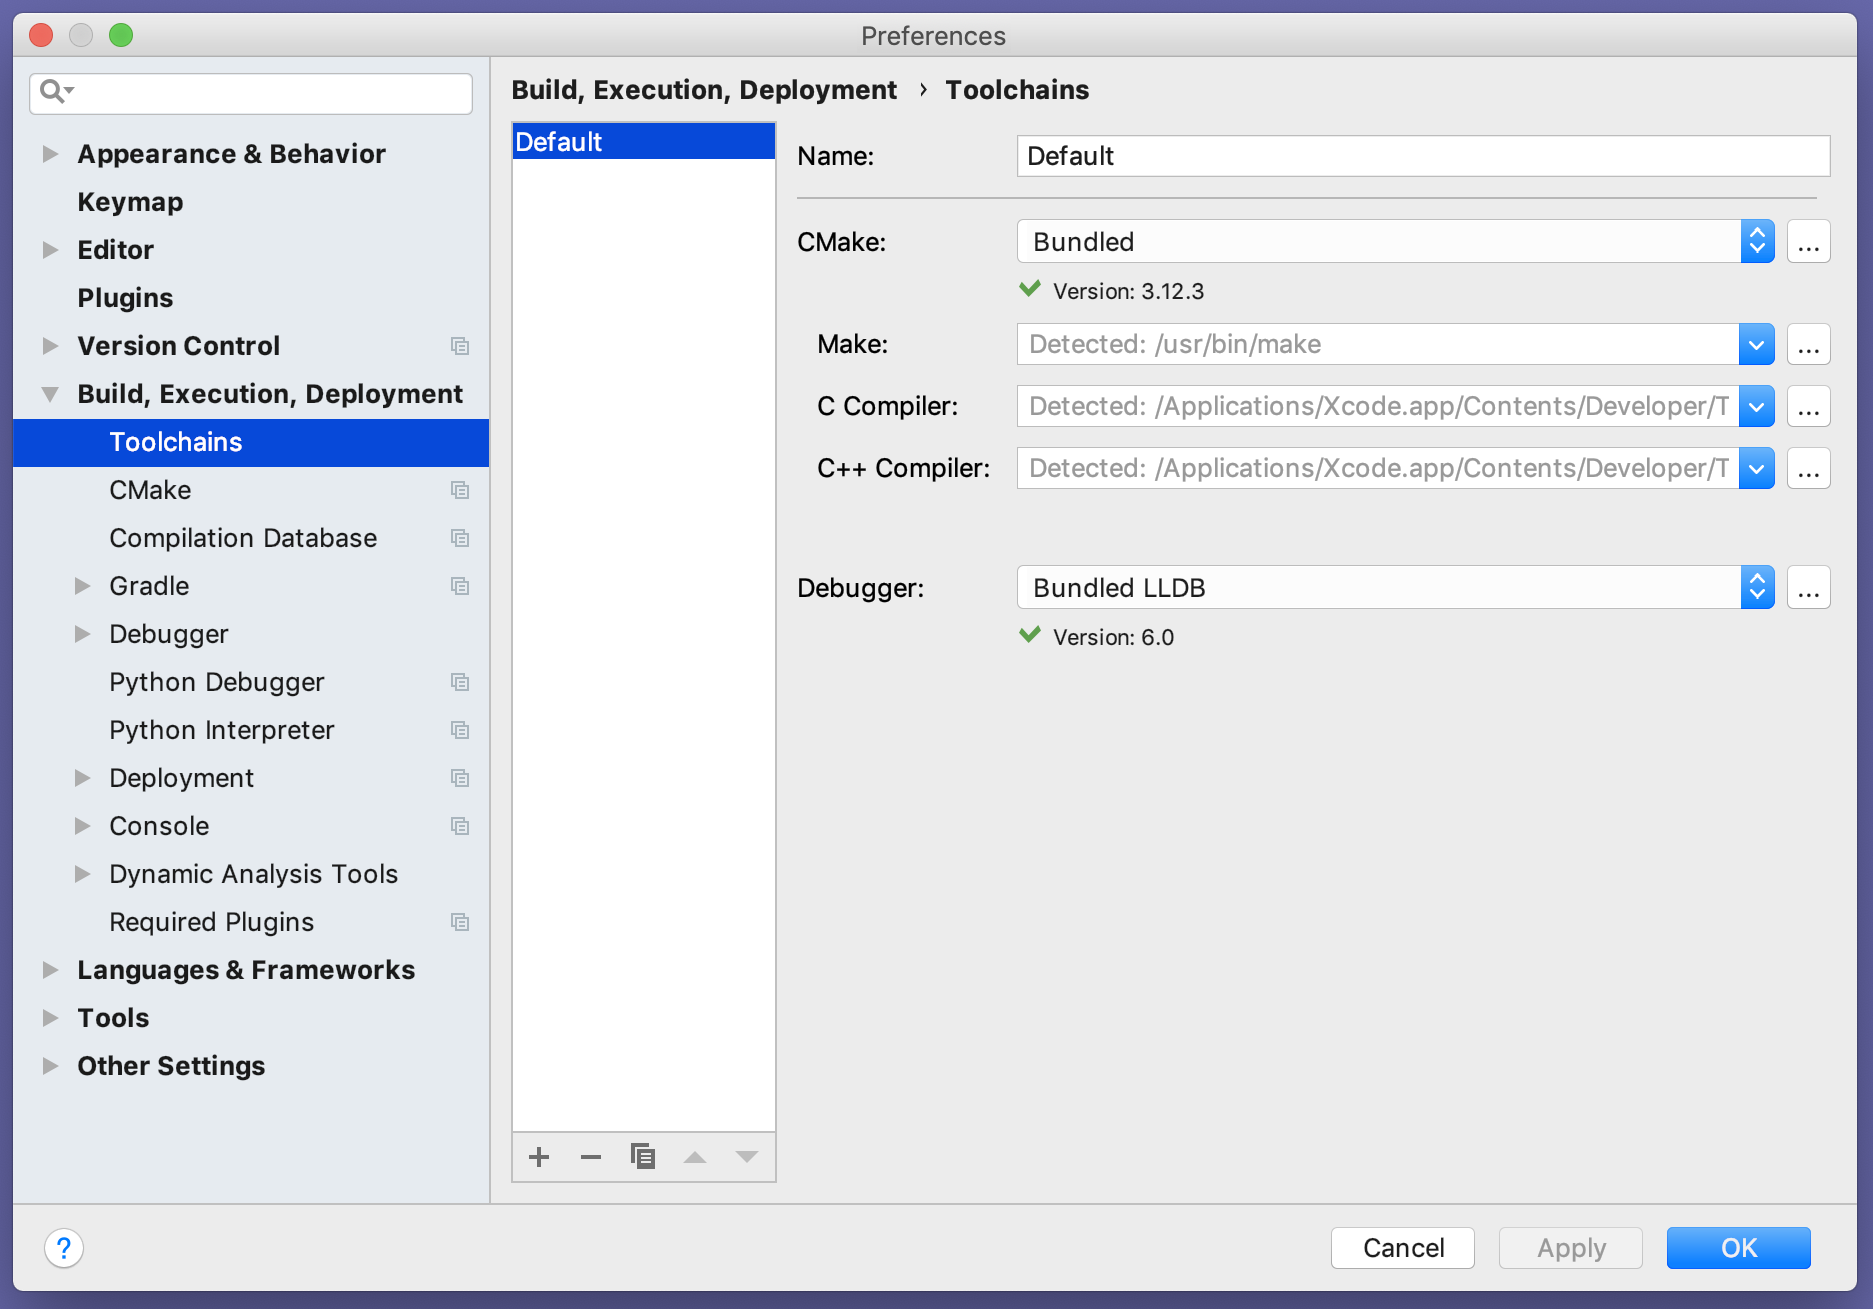 Preferences
Appearance & Behavior
Keymap
Editor
Plugins
Version Control
Build, Execution, Deployment
Toolchains
CMake
Compilation Database
Gradle
Debugger
Python Debugger
Python Interpreter
Deployment
Console
Dynamic Analysis Tools
Required Plugins
Languages & Frameworks
Tools
Other Settings
Build, Execution, Deployment › Toolchains
Default
Name: Default
CMake: Bundled ...
Version: 3.12.3
Make: Detected: /usr/bin/make ...
C Compiler: Detected: /Applications/Xcode.app/Contents/Developer/T ...
C++ Compiler: Detected: /Applications/Xcode.app/Contents/Developer/T ...
Debugger: Bundled LLDB ...
Version: 6.0
? Cancel Apply OK